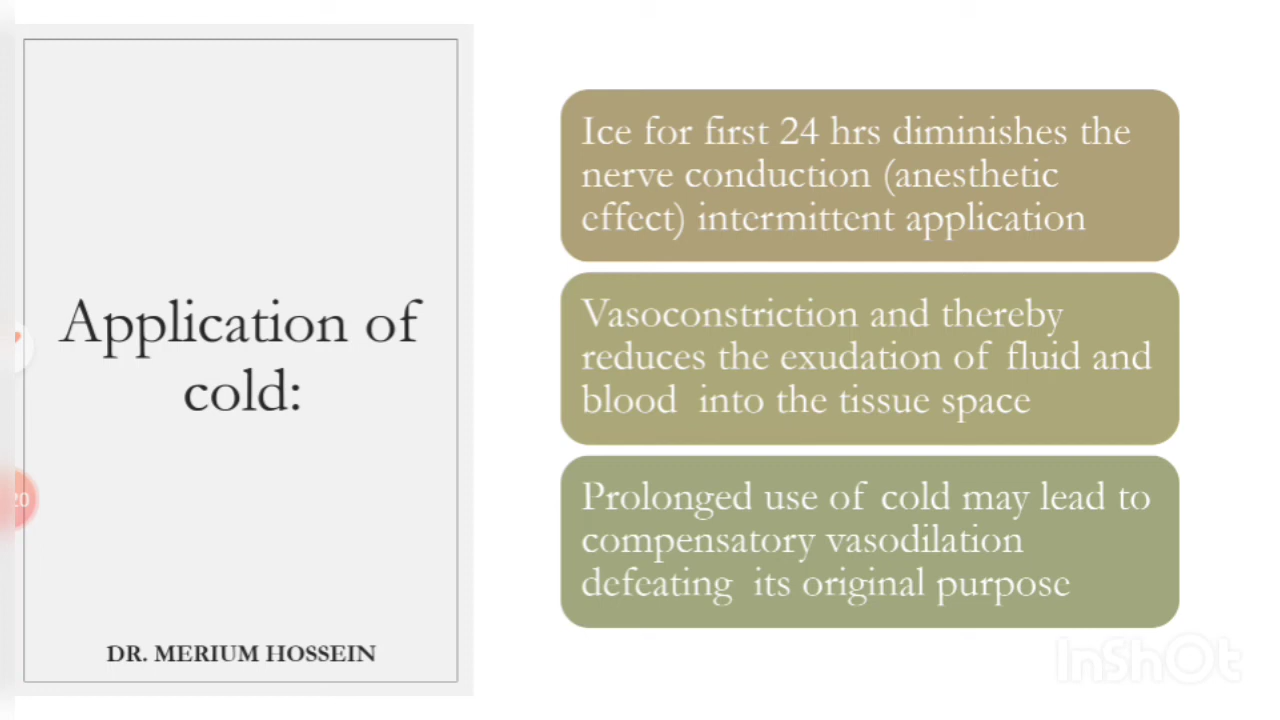 Application of
cold:
DR. MERIUM HOSSEIN
Ice for first 24 hrs diminishes the
nerve conduction (anesthetic
effect) intermittent application
Vasoconstriction and thereby
reduces the exudation of fluid and
blood into the tissue space
Prolonged use of cold may lead to
compensatory vasodilation
defeating its original purpose
20
InShOt